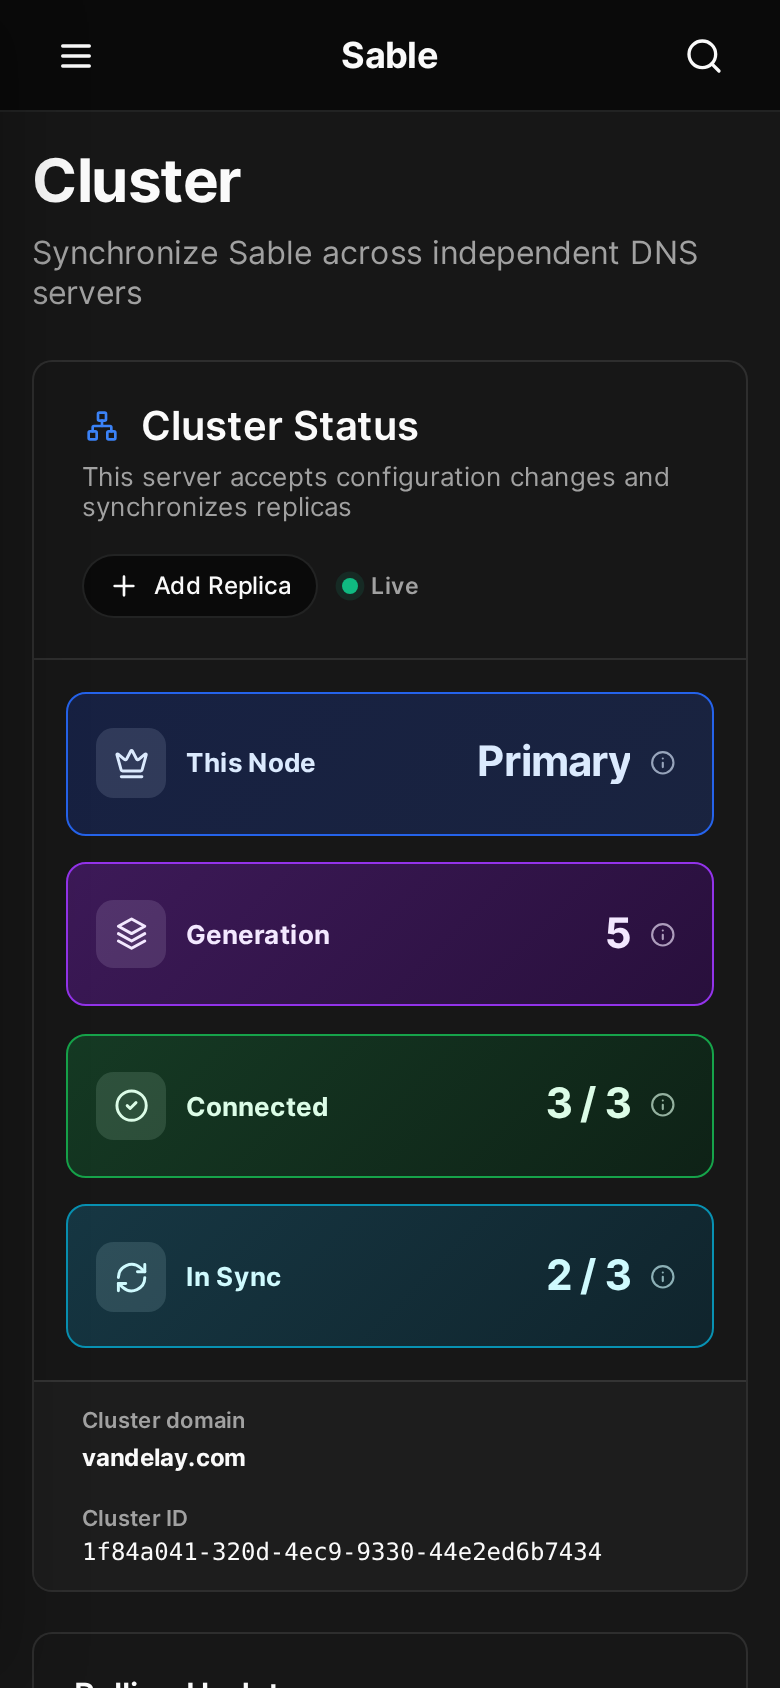 Sable
Cluster
Synchronize Sable across independent DNS
servers
Cluster Status
This server accepts configuration changes and
synchronizes replicas
Add Replica
Live
This Node
Primary
Generation
5
Connected
3 / 3
In Sync
2 / 3
Cluster domain
vandelay.com
Cluster ID
1f84a041-320d-4ec9-9330-44e2ed6b7434